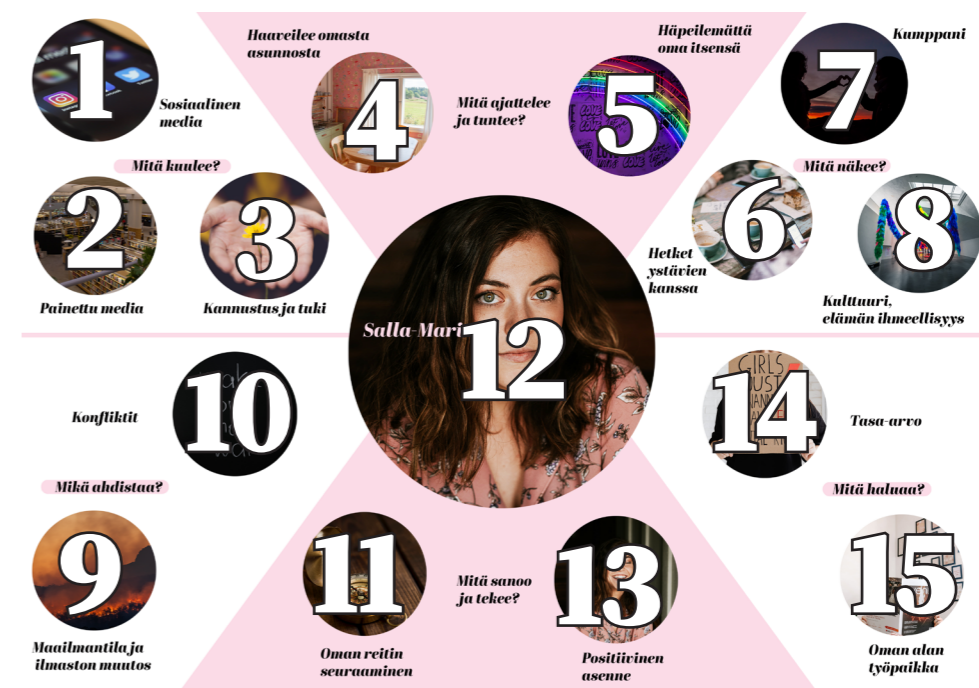 1
Sosiaalinen
media
Mitä kuulee?
2
Painettu media
3
Kannustus ja tuki
Haaveilee omasta
asunnosta
4
Mitä ajattelee
ja tuntee?
Häpeilemättä
oma itsensä
5
LOVE
Kumppani
7
Mitä näkee?
6
Hetket
ystävien
kanssa
8
Kulttuuri,
elämän ihmeellisyys
Salla-Mari
12
Konfliktit
10
Mikä ahdistaa?
9
Maailmantila ja
ilmaston muutos
11
Oman reitin
seuraaminen
Mitä sanoo
ja tekee?
13
Positiivinen
asenne
GIRLS
14
Tasa-arvo
Mitä haluaa?
15
Oman alan
työpaikka